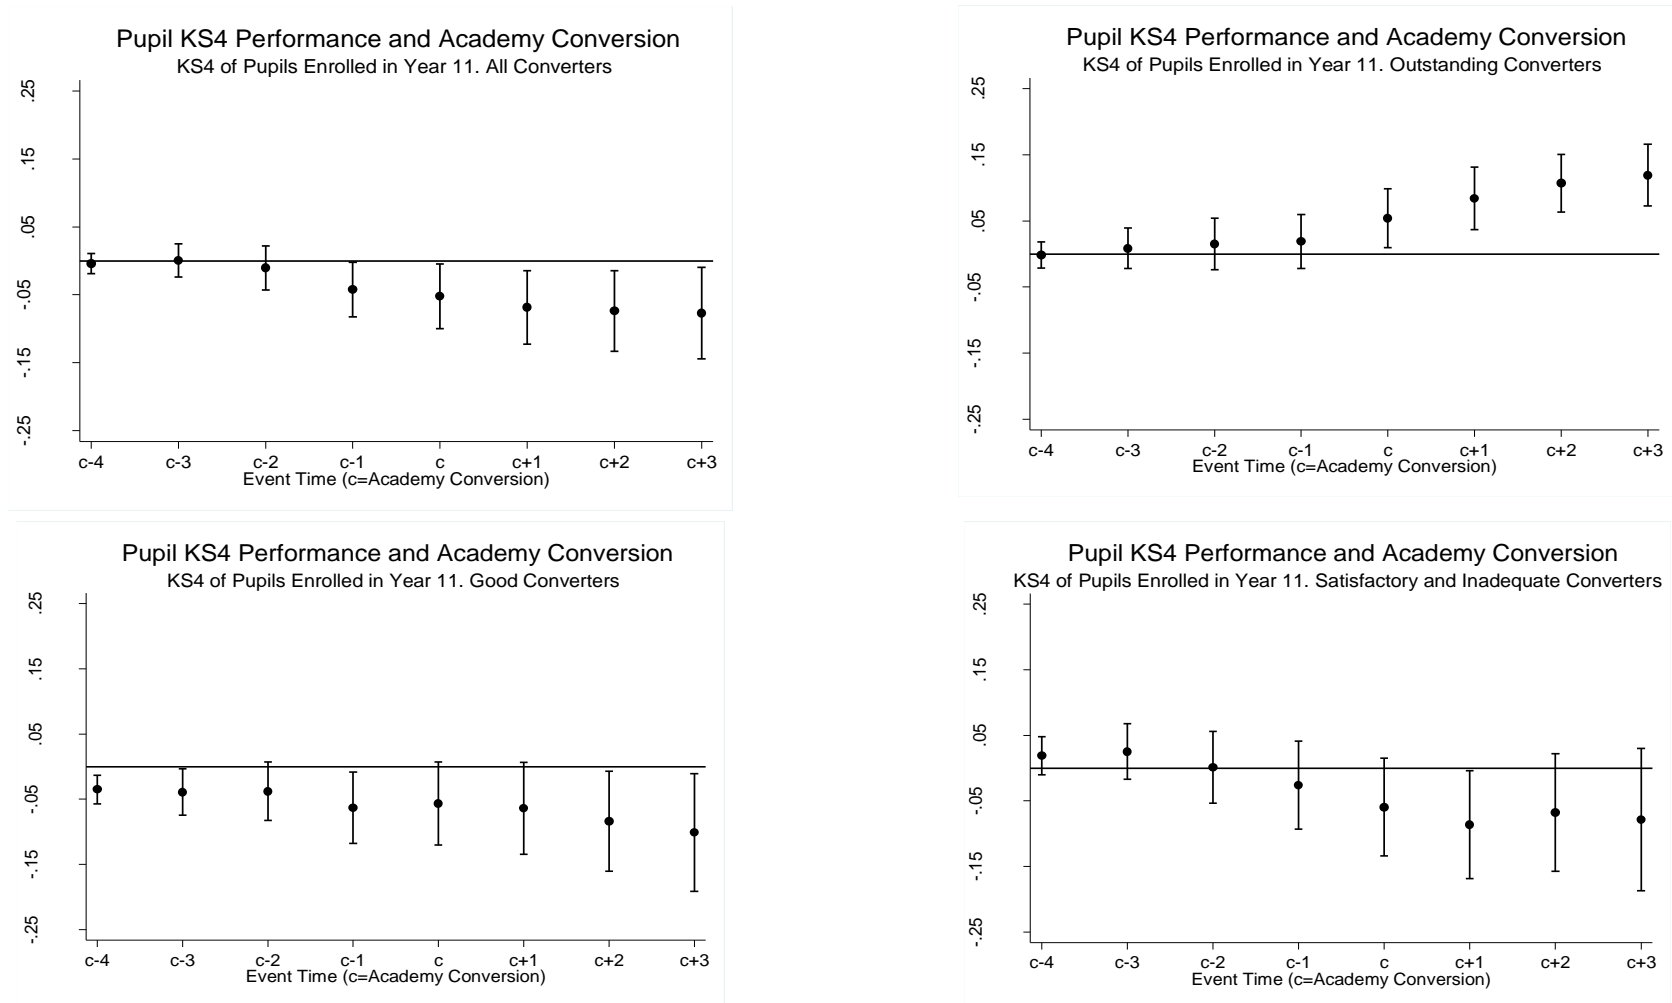 Pupil KS4 Performance and Academy Conversion
KS4 of Pupils Enrolled in Year 11. All Converters
.25
.15
.05
-.05
-.15
-.25
c-4 c-3 c-2 c-1 c c+1 c+2 c+3
Event Time (c=Academy Conversion)
Pupil KS4 Performance and Academy Conversion
KS4 of Pupils Enrolled in Year 11. Outstanding Converters
.25
.15
.05
-.05
-.15
-.25
c-4 c-3 c-2 c-1 c c+1 c+2 c+3
Event Time (c=Academy Conversion)
Pupil KS4 Performance and Academy Conversion
KS4 of Pupils Enrolled in Year 11. Good Converters
.25
.15
.05
-.05
-.15
-.25
c-4 c-3 c-2 c-1 c c+1 c+2 c+3
Event Time (c=Academy Conversion)
Pupil KS4 Performance and Academy Conversion
KS4 of Pupils Enrolled in Year 11. Satisfactory and Inadequate Converters
.25
.15
.05
-.05
-.15
-.25
c-4 c-3 c-2 c-1 c c+1 c+2 c+3
Event Time (c=Academy Conversion)